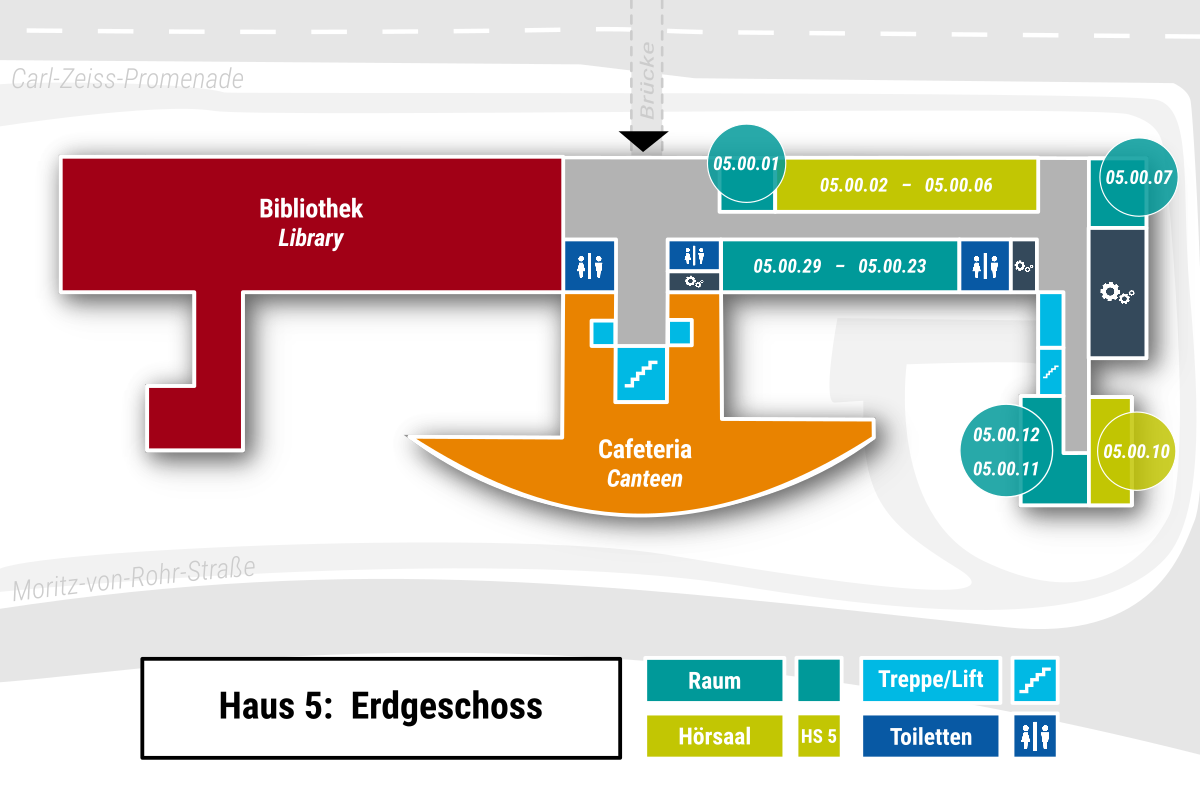 Brücke
Carl-Zeiss-Promenade
05.00.01
05.00.02 – 05.00.06
05.00.07
Bibliothek
Library
05.00.29 – 05.00.23
05.00.12
05.00.11
05.00.10
Cafeteria
Canteen
Moritz-von-Rohr-Straße
Haus 5: Erdgeschoss
Raum
Treppe/Lift
Hörsaal
HS 5
Toiletten